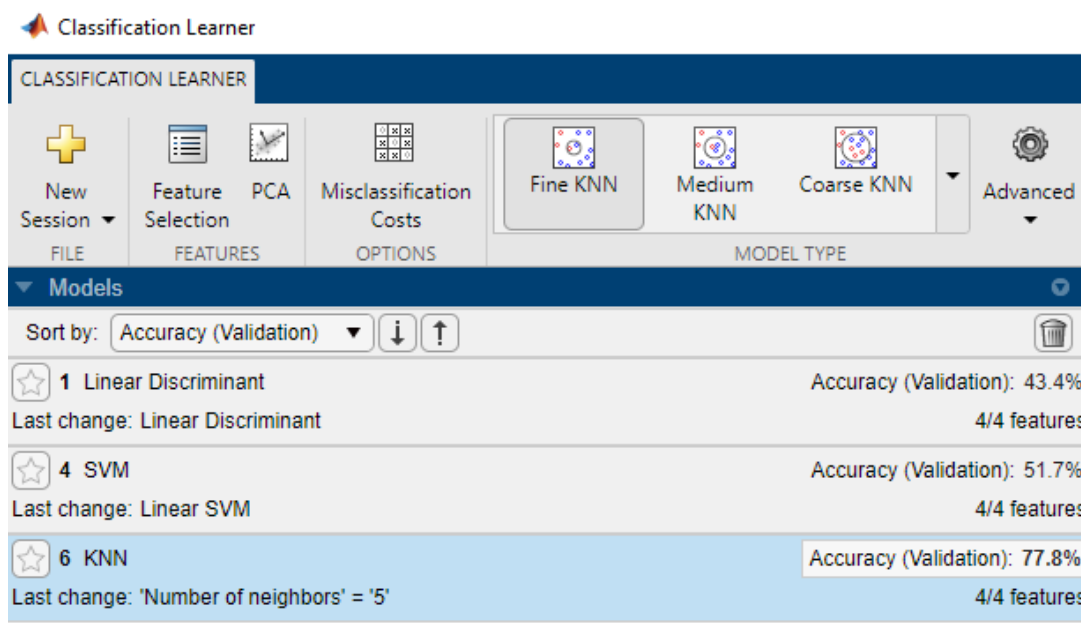 Classification Learner
CLASSIFICATION LEARNER
New
Session
Feature
Selection
PCA
Misclassification
Costs
Fine KNN
Medium
KNN
Coarse KNN
Advanced
FILE
FEATURES
OPTIONS
MODEL TYPE
Models
Sort by: Accuracy (Validation)
1 Linear Discriminant Accuracy (Validation): 43.4%
Last change: Linear Discriminant 4/4 features
4 SVM Accuracy (Validation): 51.7%
Last change: Linear SVM 4/4 features
6 KNN Accuracy (Validation): 77.8%
Last change: 'Number of neighbors' = '5' 4/4 features